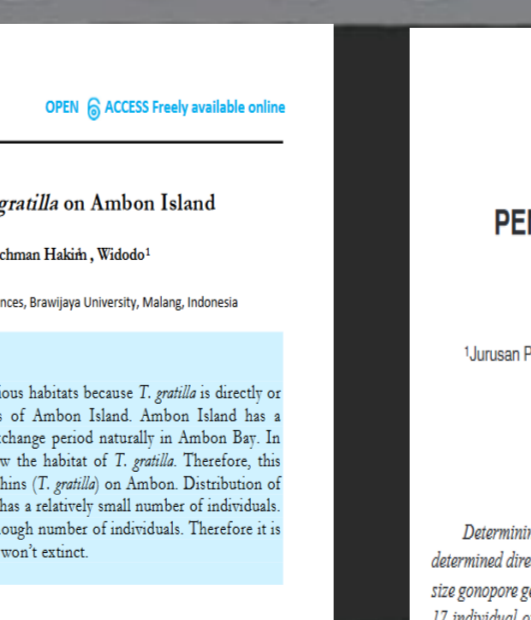 OPEN ACCESS Freely available online
gratilla on Ambon Island
chman Hakim , Widodo¹
nces, Brawijaya University, Malang, Indonesia
ious habitats because T. gratilla is directly or
s of Ambon Island. Ambon Island has a
change period naturally in Ambon Bay. In
w the habitat of T. gratilla. Therefore, this
hins (T. gratilla) on Ambon. Distribution of
has a relatively small number of individuals.
ough number of individuals. Therefore it is
won't extinct.
PE
¹Jurusan P
Determinin
determined dire
size gonopore g
17 individual